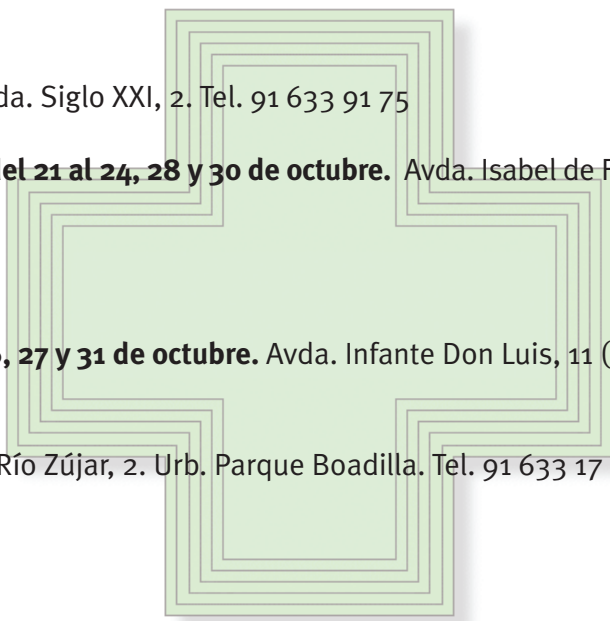 da. Siglo XXI, 2. Tel. 91 633 91 75
del 21 al 24, 28 y 30 de octubre. Avda. Isabel de
, 27 y 31 de octubre. Avda. Infante Don Luis, 11 (
Río Zújar, 2. Urb. Parque Boadilla. Tel. 91 633 17